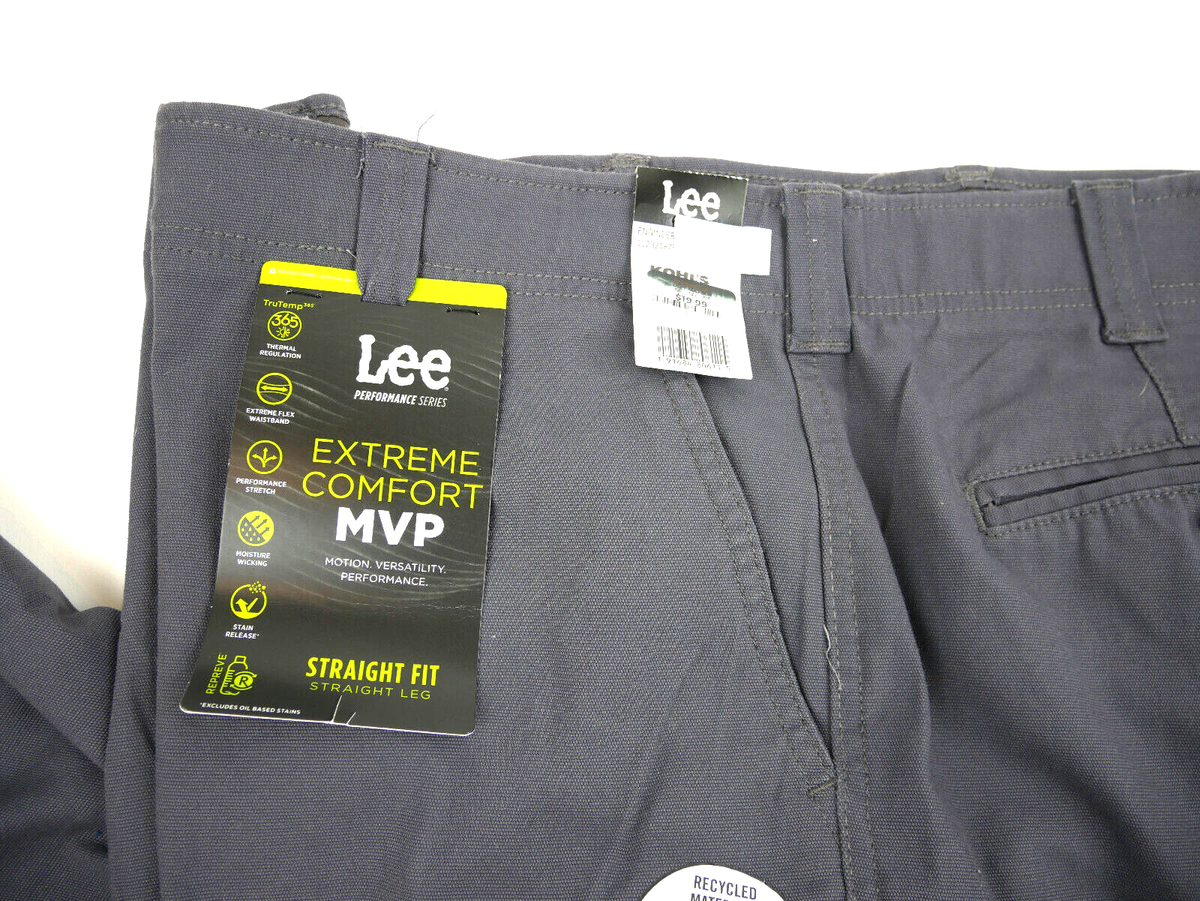 TruTemp365
365
THERMAL
REGULATION
EXTREME FLEX
WAISTBAND
PERFORMANCE
STRETCH
MOISTURE
WICKING
STAIN
RELEASE*
REPREVE
R
*EXCLUDES OIL BASED STAINS
Lee
PERFORMANCE SERIES
EXTREME
COMFORT
MVP
MOTION. VERSATILITY.
PERFORMANCE.
STRAIGHT FIT
STRAIGHT LEG
Lee
KOHL'S
$19.99
RECYCLED